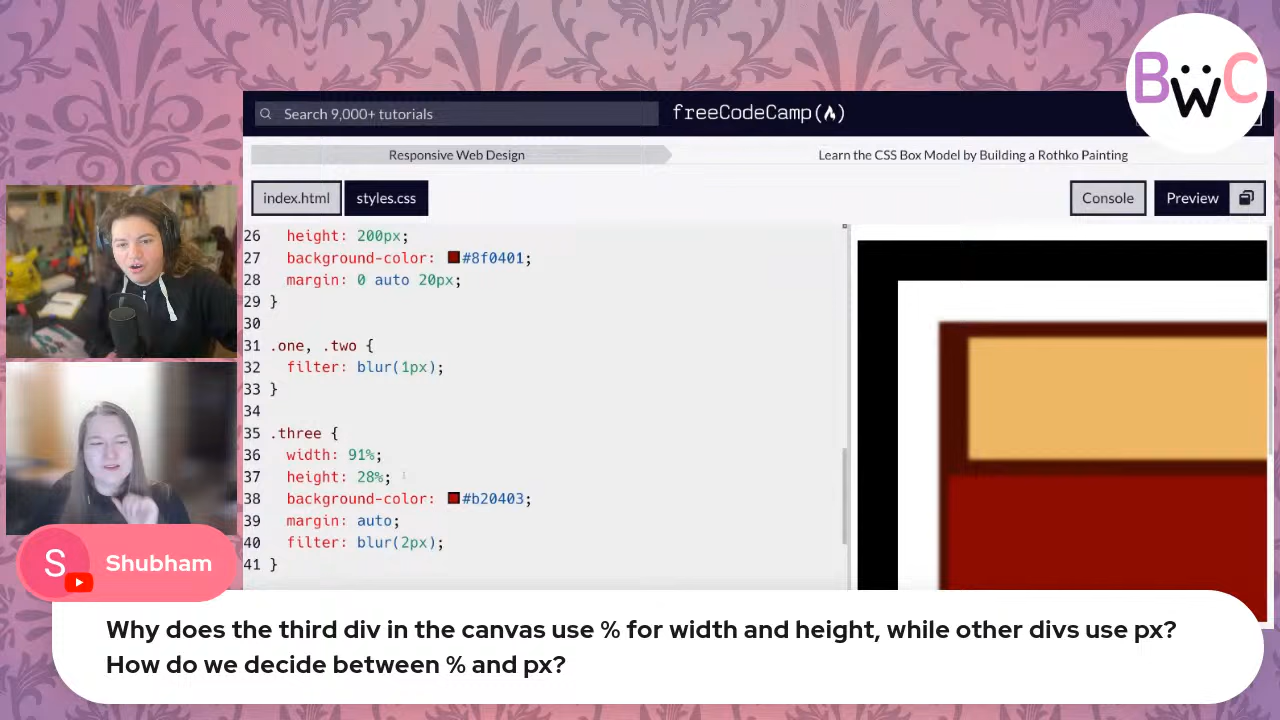 BwC
Search 9,000+ tutorials
freeCodeCamp(🔥)
Responsive Web Design
Learn the CSS Box Model by Building a Rothko Painting
index.html
styles.css
Console
Preview
26 height: 200px;
27 background-color: #8f0401;
28 margin: 0 auto 20px;
29 }
30
31 .one, .two {
32 filter: blur(1px);
33 }
34
35 .three {
36 width: 91%;
37 height: 28%;
38 background-color: #b20403;
39 margin: auto;
40 filter: blur(2px);
41 }
S
Shubham
Why does the third div in the canvas use % for width and height, while other divs use px?
How do we decide between % and px?